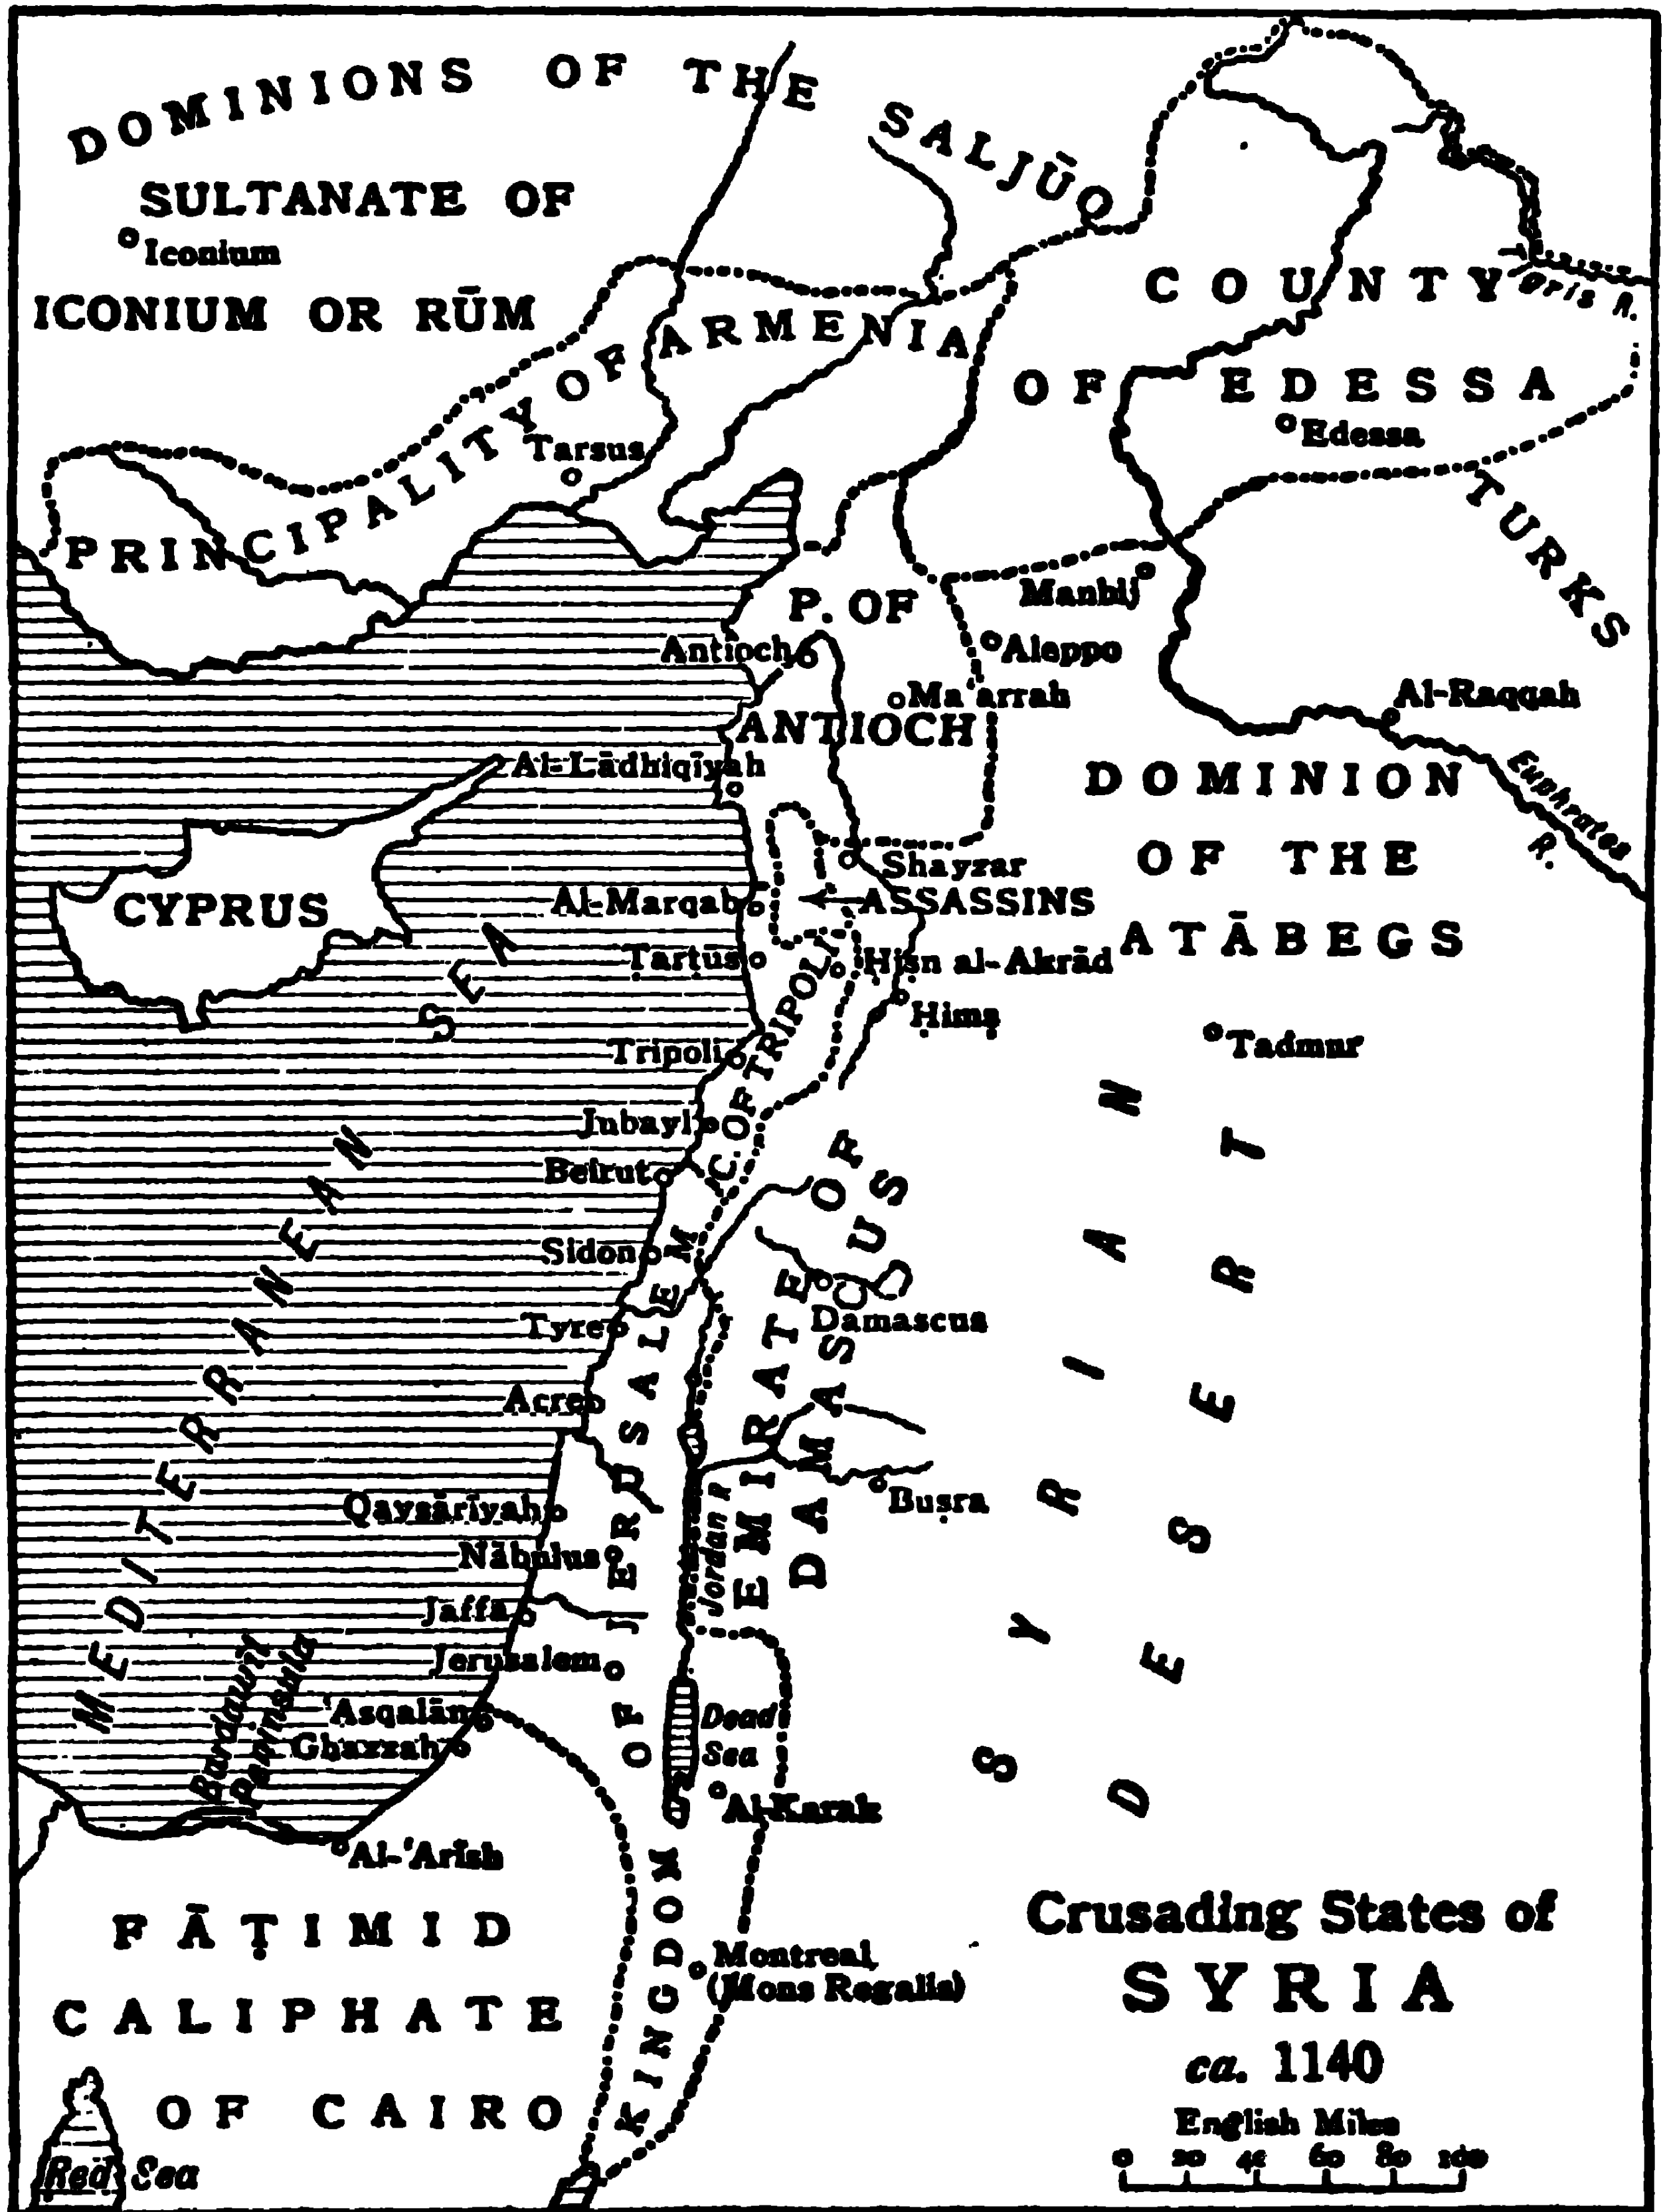 DOMINIONS OF THE SALJŪQ TURKS
SULTANATE OF
Iconium
ICONIUM OR RŪM
COUNTY
OF EDESSA
Edessa
PRINCIPALITY OF ARMENIA
Tarsus
P. OF
ANTIOCH
Manbij
Antioch
Aleppo
Ma'arrah
Al-Raqqah
Euphrates
R.
Al-Lādhiqīyah
DOMINION
OF THE
ATĀBEGS
Shayzar
ASSASSINS
CYPRUS
Al-Marqab
Ṭarṭūs
Ḥiṣn al-Akrād
Ḥimṣ
Tadmur
Tripoli
C. OF TRIPOLI
Jubayl
Beirut
Sidon
EMIRATE OF
DAMASCUS
Damascus
Tyre
Acre
MEDITERRANEAN SEA
SYRIAN
DESERT
Buṣra
Qaysārīyah
Nābulus
Jordan R
Jaffa
Jerusalem
KINGDOM OF JERUSALEM
'Asqalān
Ghazzah
Dead
Sea
Bardawīl
Peninsula
Al-Karak
Al-'Arīsh
FĀṬIMID
CALIPHATE
OF CAIRO
Montreal
(Mons Regalis)
Red Sea
Crusading States of
SYRIA
ca. 1140
English Miles
0 20 40 60 80 100